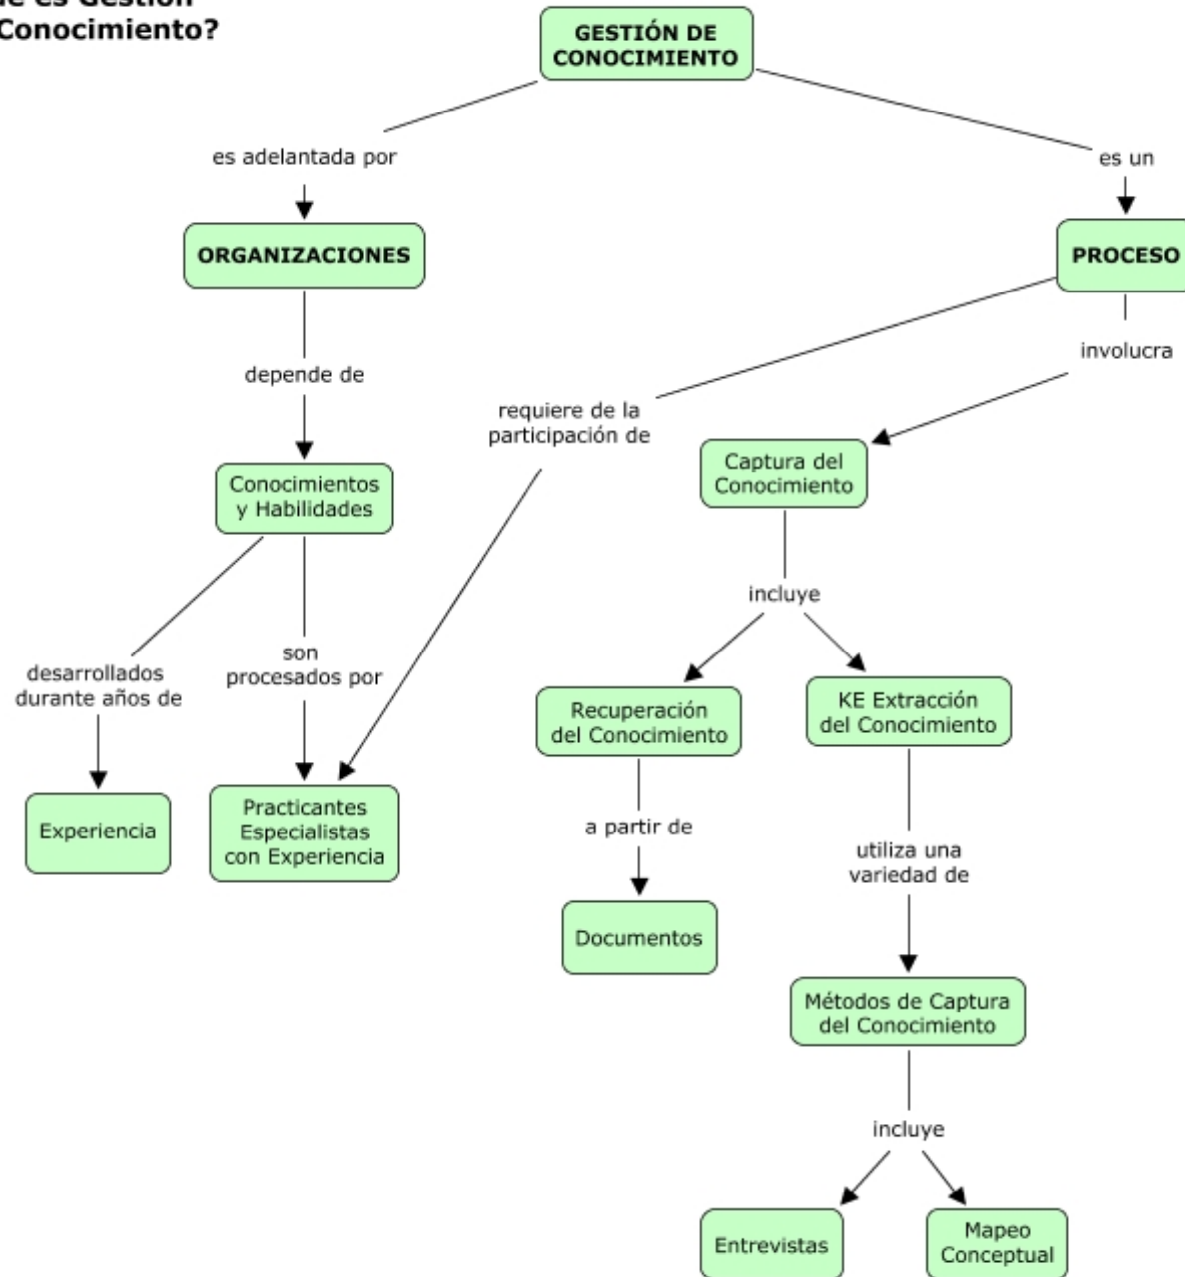 es Gestión
Conocimiento?
GESTIÓN DE
CONOCIMIENTO
es adelantada por
es un
ORGANIZACIONES
PROCESO
depende de
involucra
requiere de la
participación de
Captura del
Conocimiento
Conocimientos
y Habilidades
incluye
desarrollados
durante años de
son
procesados por
Recuperación
del Conocimiento
KE Extracción
del Conocimiento
Experiencia
Practicantes
Especialistas
con Experiencia
a partir de
utiliza una
variedad de
Documentos
Métodos de Captura
del Conocimiento
incluye
Entrevistas
Mapeo
Conceptual